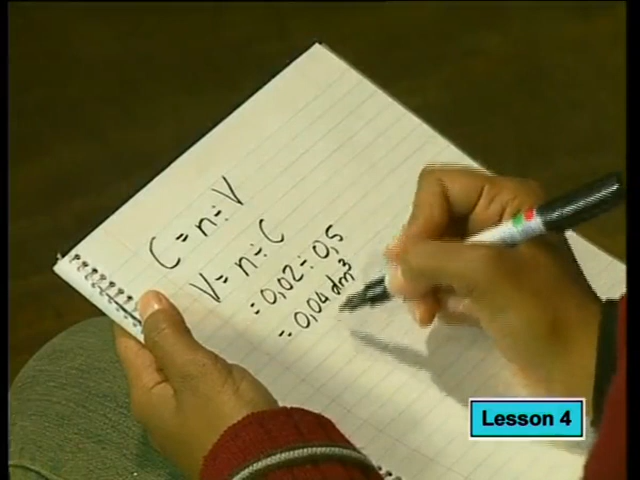 C = n ÷ V
V = n ÷ C
= 0,02 ÷ 0,5
= 0,04 dm³
Lesson 4